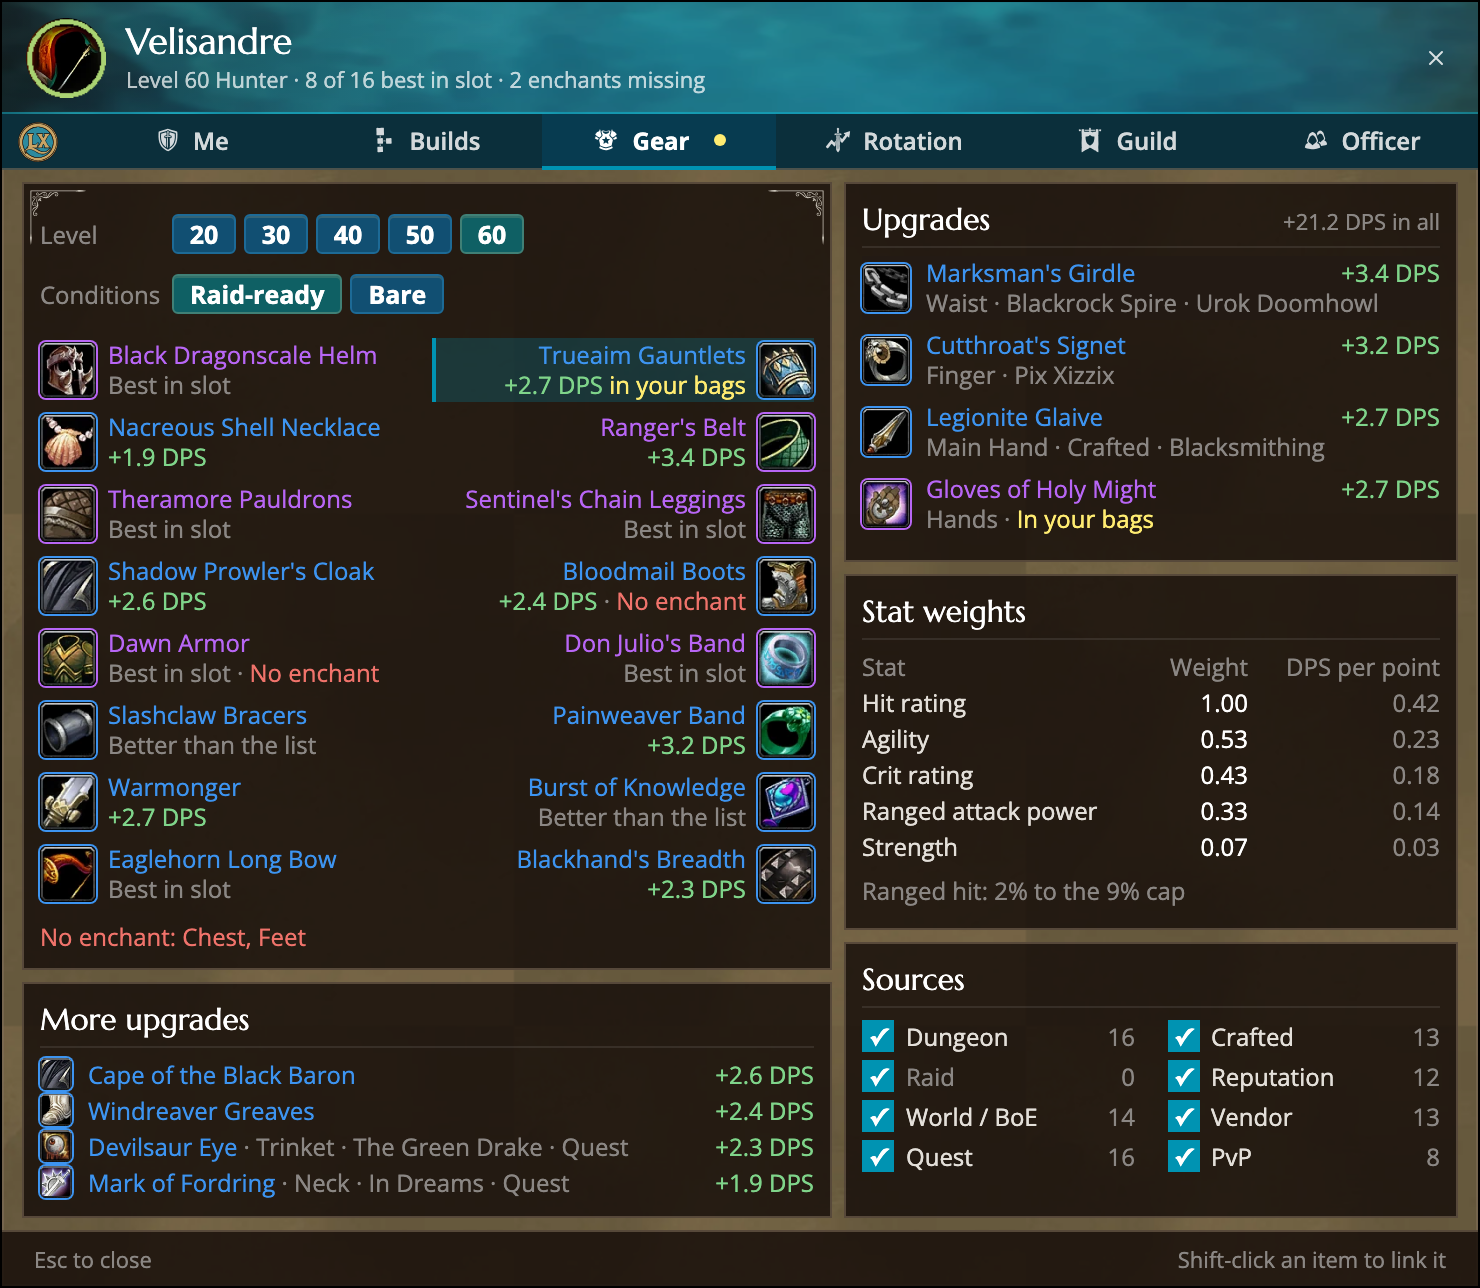 Velisandre
Level 60 Hunter · 8 of 16 best in slot · 2 enchants missing
LX
Me
Builds
Gear
Rotation
Guild
Officer
Level
20
30
40
50
60
Conditions
Raid-ready
Bare
Black Dragonscale Helm
Best in slot
Trueaim Gauntlets
+2.7 DPS in your bags
Nacreous Shell Necklace
+1.9 DPS
Ranger's Belt
+3.4 DPS
Theramore Pauldrons
Best in slot
Sentinel's Chain Leggings
Best in slot
Shadow Prowler's Cloak
+2.6 DPS
Bloodmail Boots
+2.4 DPS · No enchant
Dawn Armor
Best in slot · No enchant
Don Julio's Band
Best in slot
Slashclaw Bracers
Better than the list
Painweaver Band
+3.2 DPS
Warmonger
+2.7 DPS
Burst of Knowledge
Better than the list
Eaglehorn Long Bow
Best in slot
Blackhand's Breadth
+2.3 DPS
No enchant: Chest, Feet
More upgrades
Cape of the Black Baron +2.6 DPS
Windreaver Greaves +2.4 DPS
Devilsaur Eye · Trinket · The Green Drake · Quest +2.3 DPS
Mark of Fordring · Neck · In Dreams · Quest +1.9 DPS
Upgrades +21.2 DPS in all
Marksman's Girdle +3.4 DPS
Waist · Blackrock Spire · Urok Doomhowl
Cutthroat's Signet +3.2 DPS
Finger · Pix Xizzix
Legionite Glaive +2.7 DPS
Main Hand · Crafted · Blacksmithing
Gloves of Holy Might +2.7 DPS
Hands · In your bags
Stat weights
Stat Weight DPS per point
Hit rating 1.00 0.42
Agility 0.53 0.23
Crit rating 0.43 0.18
Ranged attack power 0.33 0.14
Strength 0.07 0.03
Ranged hit: 2% to the 9% cap
Sources
Dungeon 16 Crafted 13
Raid 0 Reputation 12
World / BoE 14 Vendor 13
Quest 16 PvP 8
Esc to close
Shift-click an item to link it